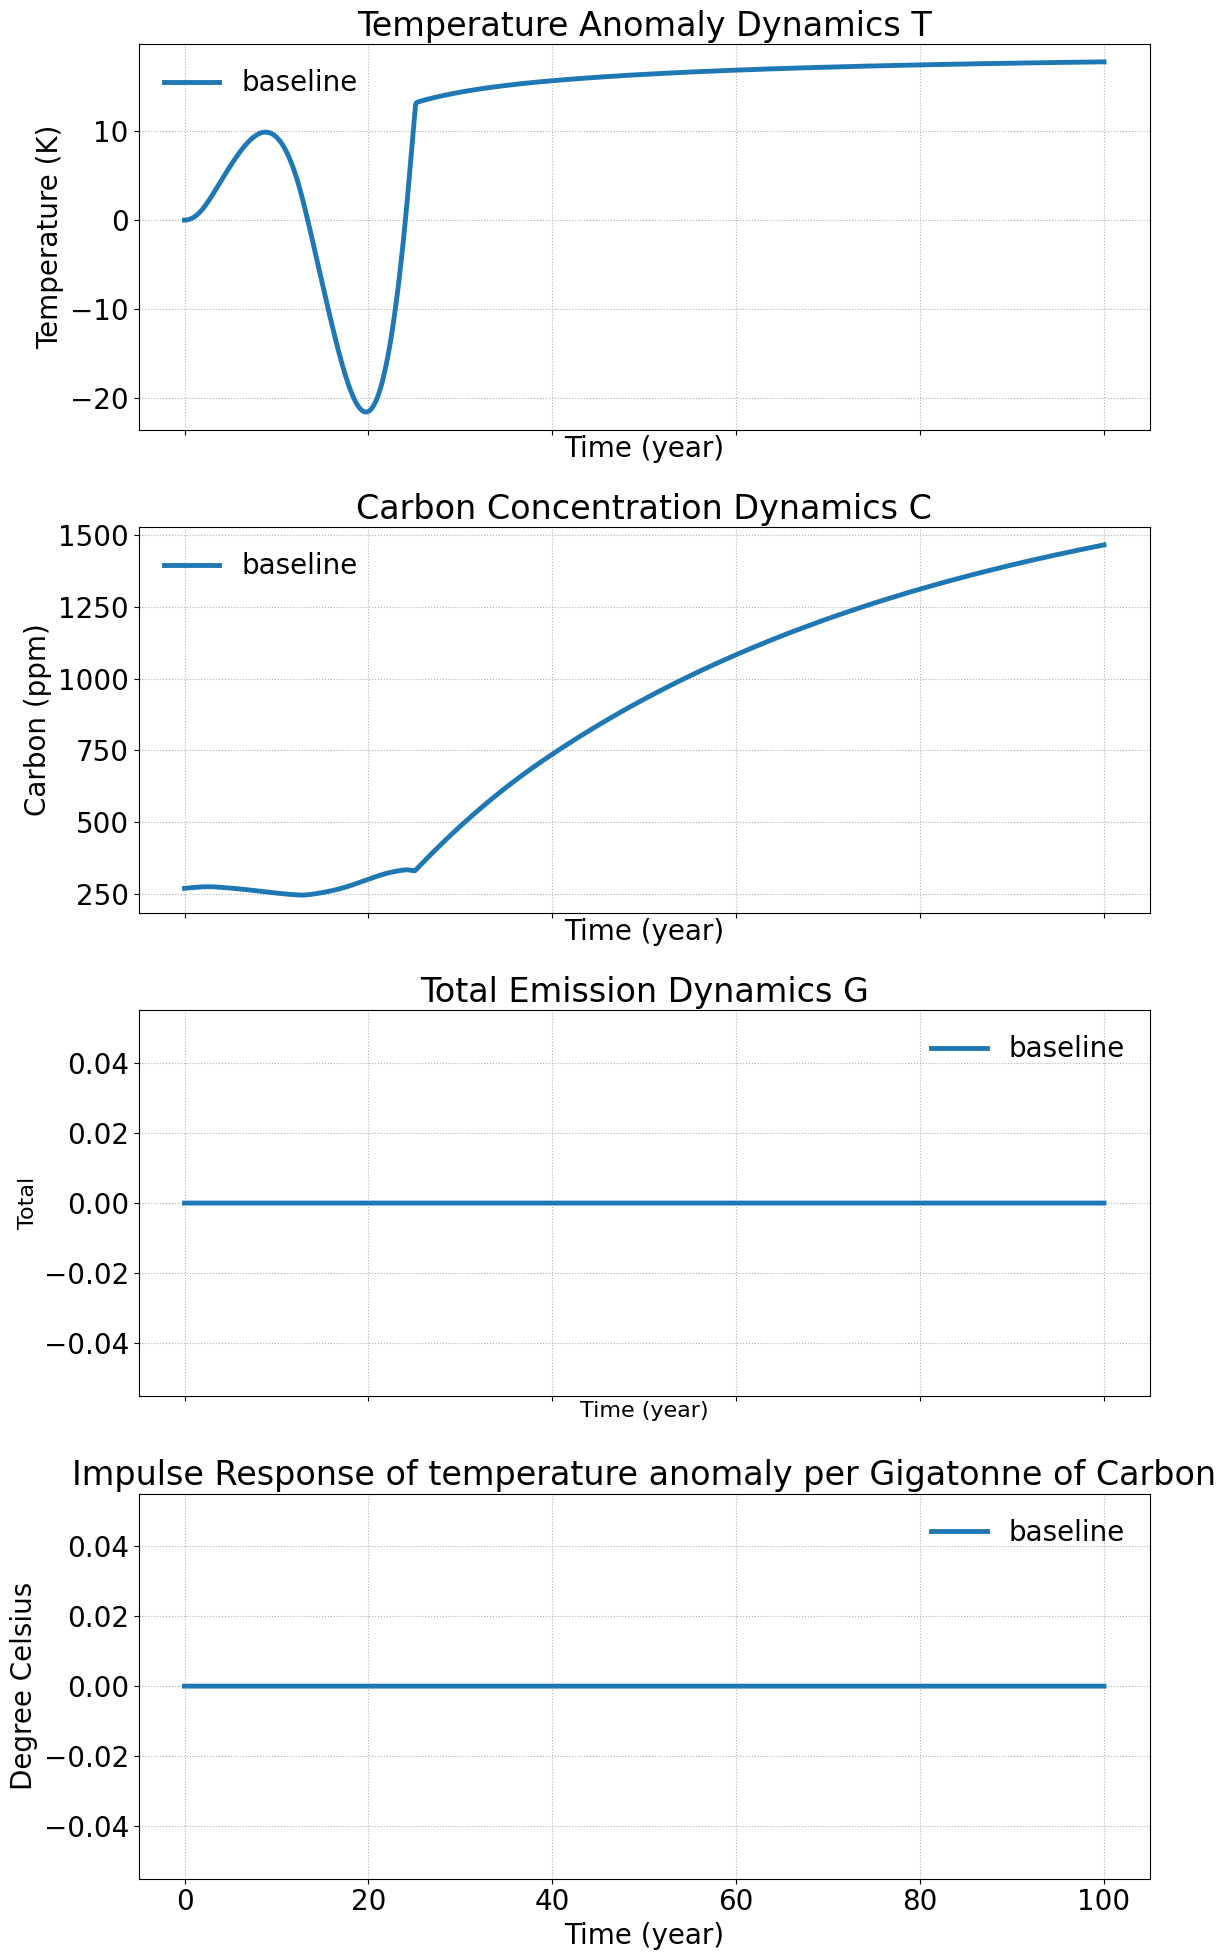 Temperature Anomaly Dynamics T
baseline
Temperature (K)
10
0
−10
−20
Time (year)
Carbon Concentration Dynamics C
baseline
Carbon (ppm)
1500
1250
1000
750
500
250
Time (year)
Total Emission Dynamics G
baseline
Total
0.04
0.02
0.00
−0.02
−0.04
Time (year)
Impulse Response of temperature anomaly per Gigatonne of Carbon
baseline
Degree Celsius
0.04
0.02
0.00
−0.02
−0.04
0 20 40 60 80 100
Time (year)